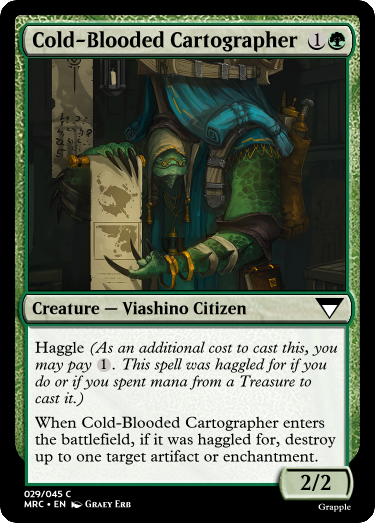 Cold-Blooded Cartographer 1
Creature — Viashino Citizen
Haggle (As an additional cost to cast this, you
may pay 1. This spell was haggled for if you
do or if you spent mana from a Treasure to
cast it.)
When Cold-Blooded Cartographer enters
the battlefield, if it was haggled for, destroy
up to one target artifact or enchantment.
2/2
029/045 C
MRC • EN Graey Erb
Grapple